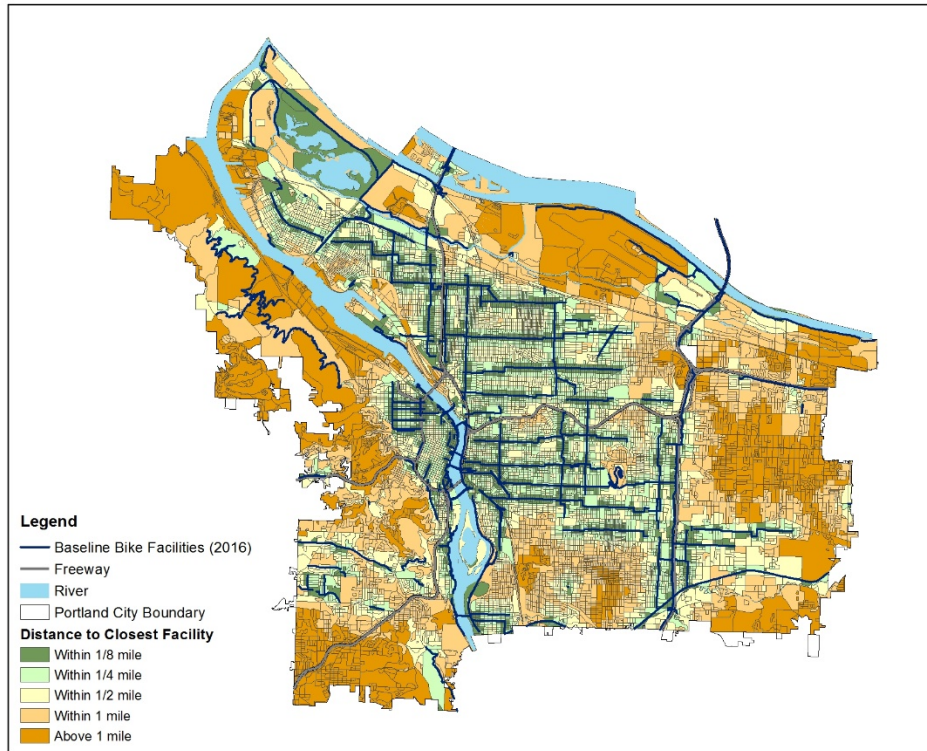 Legend
Baseline Bike Facilities (2016)
Freeway
River
Portland City Boundary
Distance to Closest Facility
Within 1/8 mile
Within 1/4 mile
Within 1/2 mile
Within 1 mile
Above 1 mile